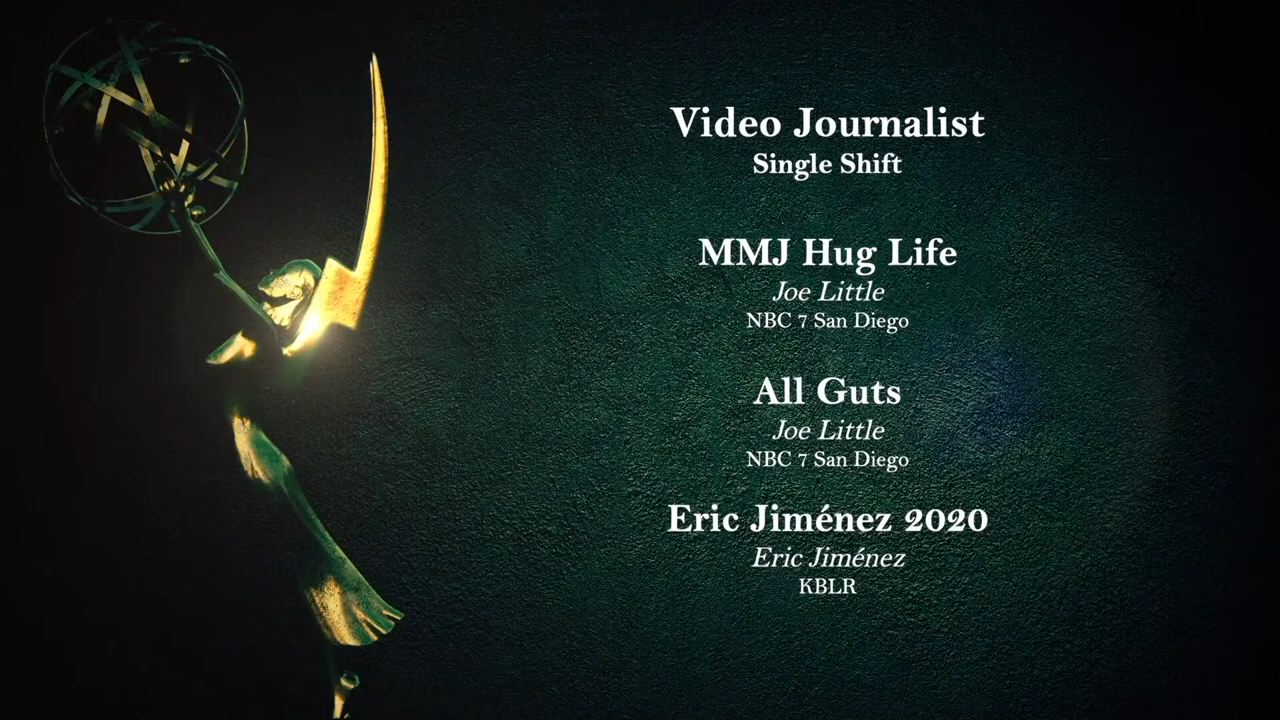 Video Journalist
Single Shift
MMJ Hug Life
Joe Little
NBC 7 San Diego
All Guts
Joe Little
NBC 7 San Diego
Eric Jiménez 2020
Eric Jiménez
KBLR